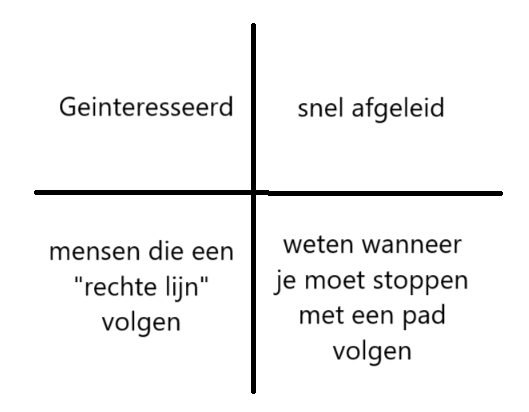 Geinteresseerd
snel afgeleid
mensen die een
"rechte lijn"
volgen
weten wanneer
je moet stoppen
met een pad
volgen